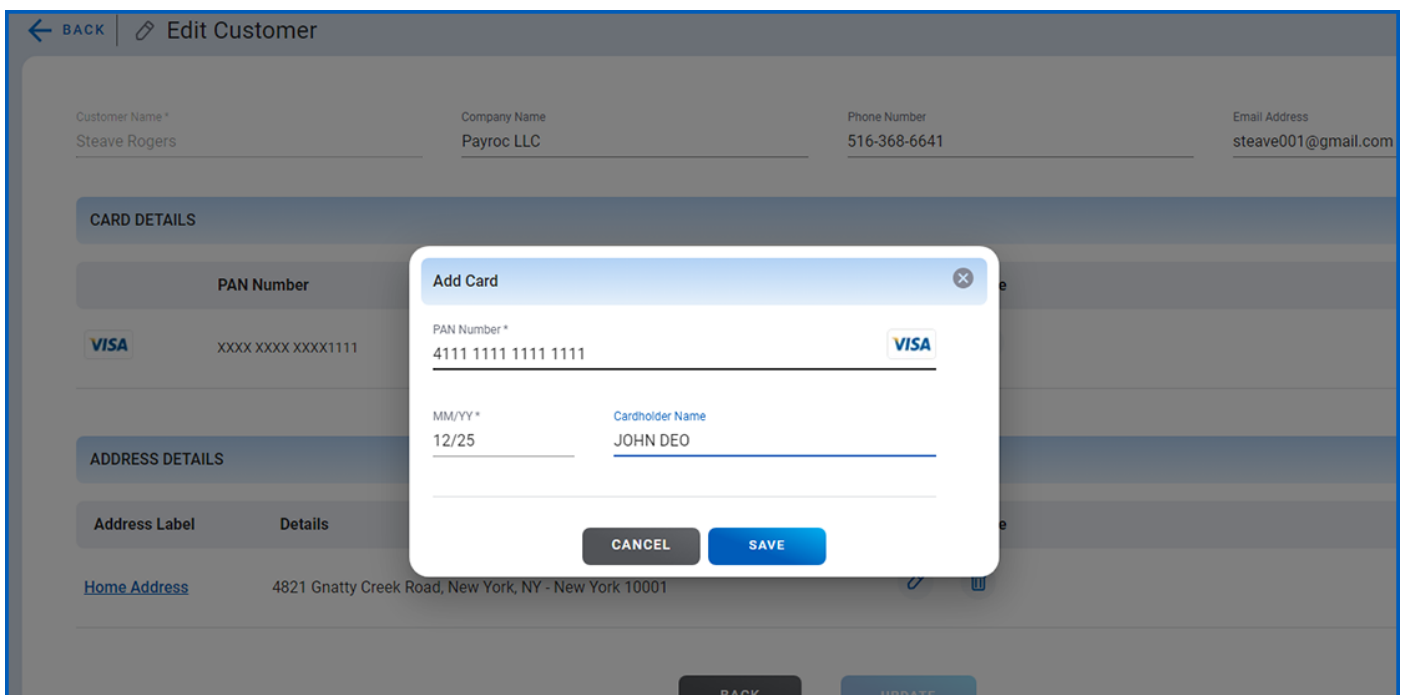 BACK Edit Customer
Customer Name * Company Name Phone Number Email Address
Steave Rogers Payroc LLC 516-368-6641 steave001@gmail.com
CARD DETAILS
Add Card
PAN Number e
PAN Number *
VISA XXXX XXXX XXXX1111
4111 1111 1111 1111 VISA
MM/YY * Cardholder Name
12/25 JOHN DEO
ADDRESS DETAILS
Address Label Details e
CANCEL SAVE
Home Address 4821 Gnatty Creek Road, New York, NY - New York 10001
BACK UPDATE